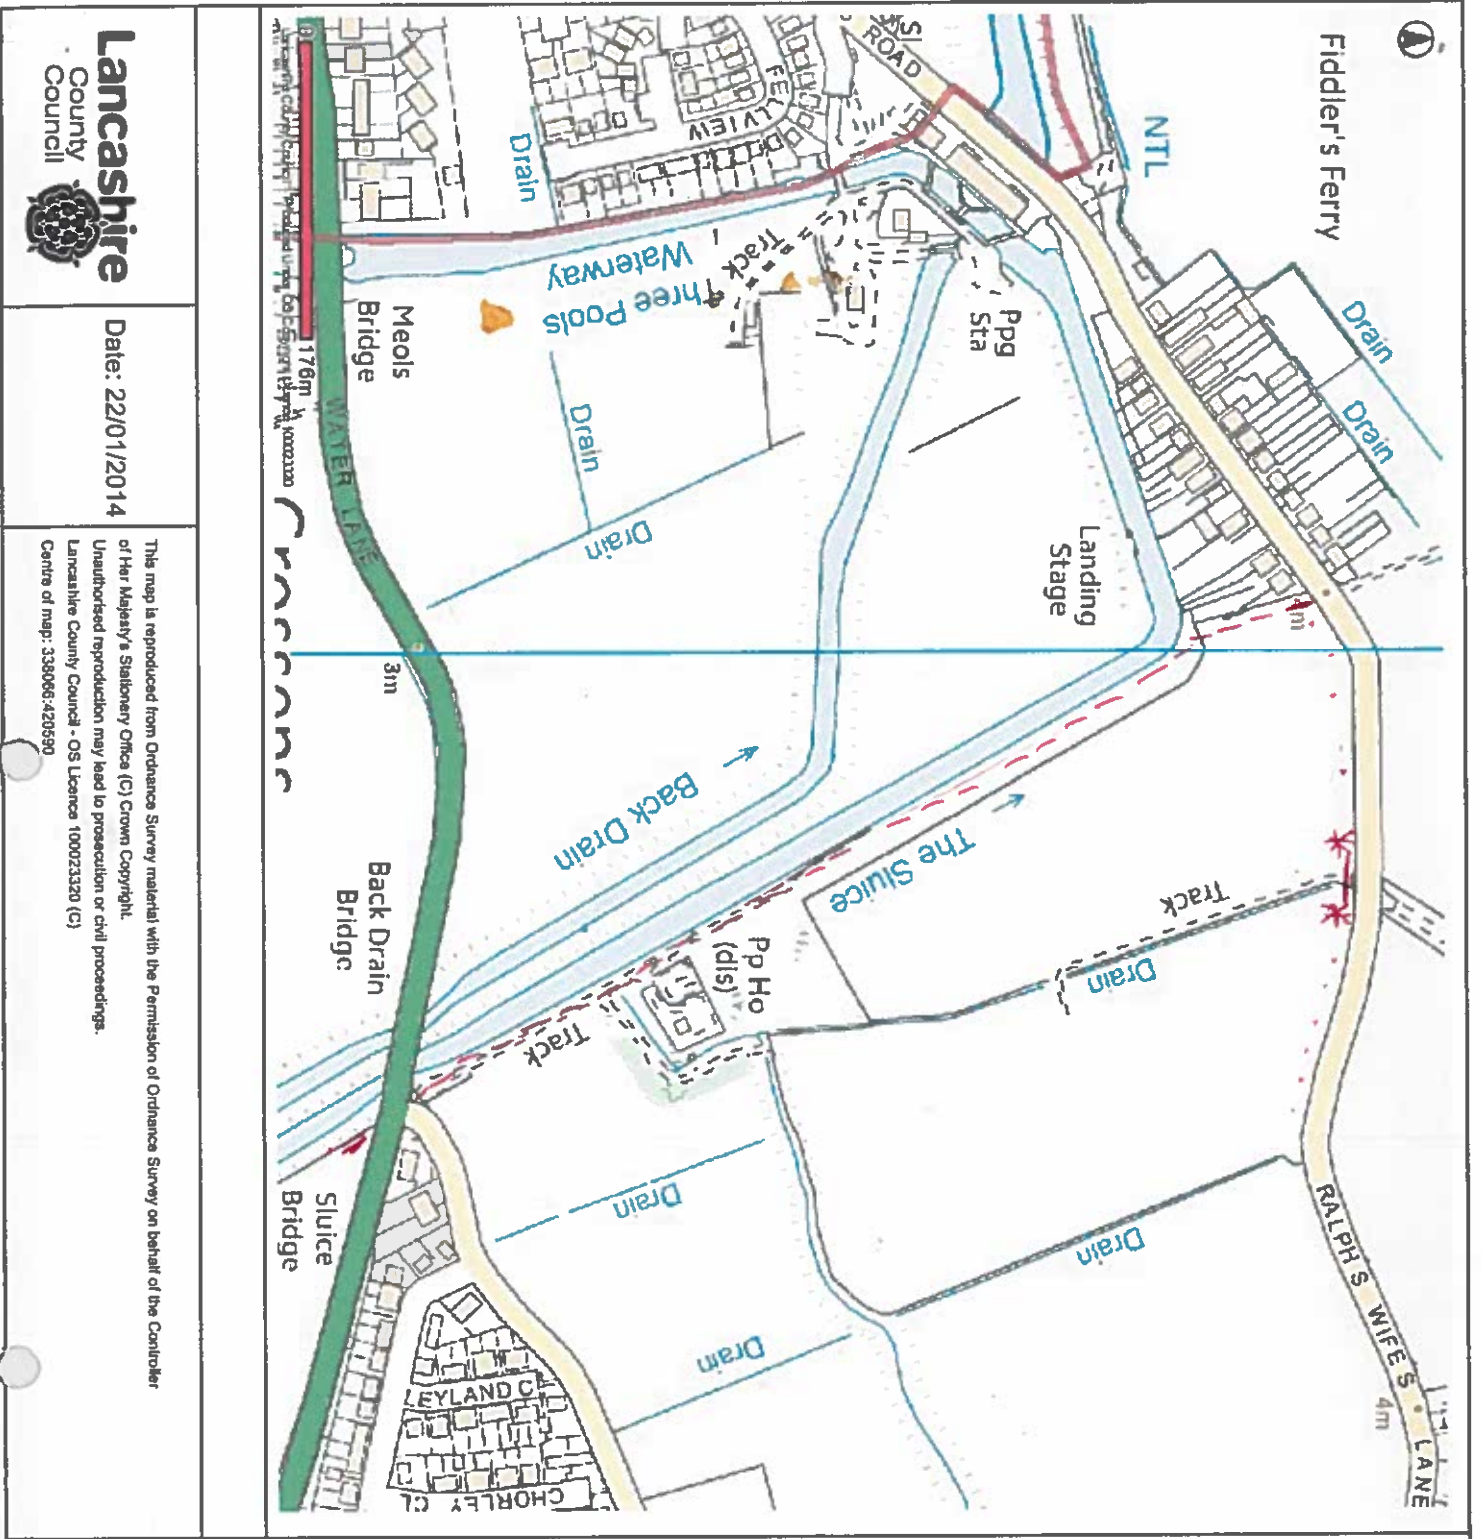 Fiddler's Ferry
NTL
ROAD
FELLVIEW
Drain
Drain
Drain
Three Pools
Waterway
Track
Ppg
Sta
Landing
Stage
Meols
Bridge
Drain
Drain
WATER LANE
176m
3m
Back Drain
The Sluice
Track
Drain
Pp Ho
(dis)
Track
Back Drain
Bridge
Sluice
Bridge
Drain
Drain
Drain
RALPH'S WIFE'S LANE
4m
LEYLAND C
CHORLEY CL
Crossens
Lancashire
County
Council
Date: 22/01/2014
This map is reproduced from Ordnance Survey material with the Permission of Ordnance Survey on behalf of the Controller
of Her Majesty's Stationery Office (C) Crown Copyright.
Unauthorised reproduction may lead to prosecution or civil proceedings.
Lancashire County Council - OS Licence 100023320 (C)
Centre of map: 338066:420590